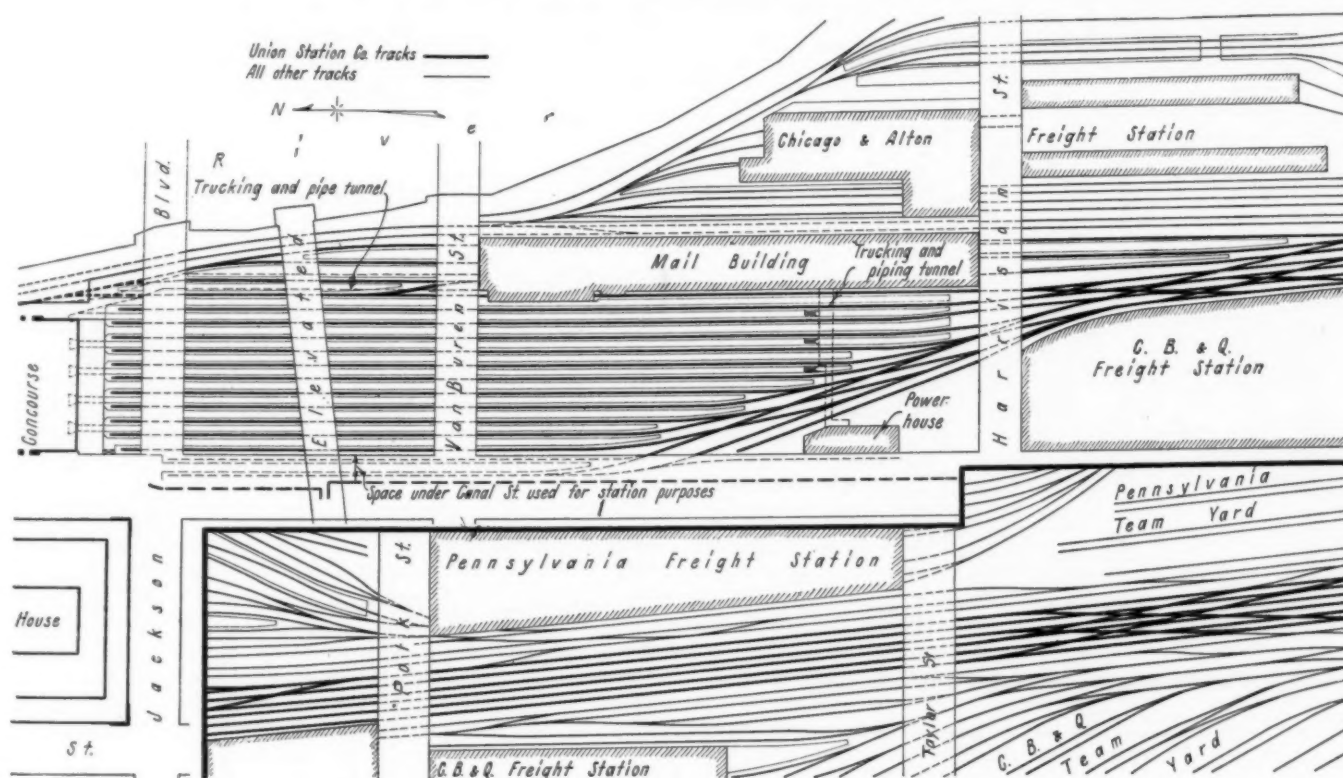 Union Station Co. tracks
All other tracks
N
River
Jackson Blvd.
Trucking and pipe tunnel
Elevated
Van Buren St.
Chicago & Alton
Freight Station
Mail Building
Trucking and
piping tunnel
Harrison St.
C. B. & Q.
Freight Station
Concourse
Power-
house
Space under Canal St. used for station purposes
Pennsylvania
Team Yard
Polk St.
Pennsylvania Freight Station
House
St.
Taylor St.
C. B. & Q. Freight Station
C. B. & Q.
Team Yard